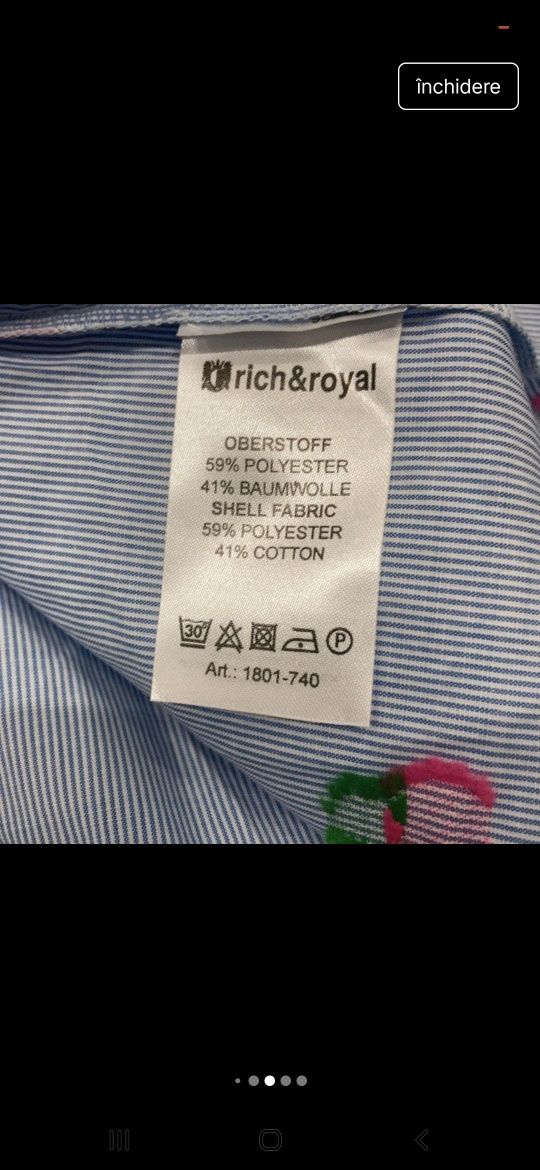 închidere
rich&royal
OBERSTOFF
59% POLYESTER
41% BAUMWOLLE
SHELL FABRIC
59% POLYESTER
41% COTTON
30°
P
Art.: 1801-740